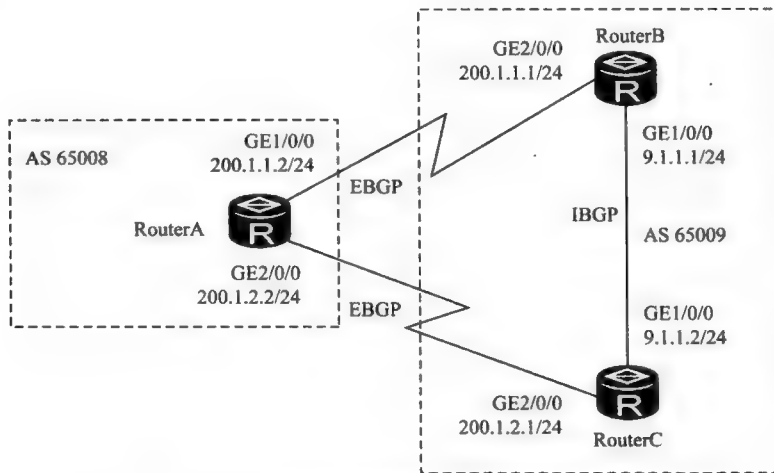 RouterB
GE2/0/0
200.1.1.1/24
R
GE1/0/0
9.1.1.1/24
AS 65008
GE1/0/0
200.1.1.2/24
EBGP
RouterA
R
IBGP
AS 65009
GE2/0/0
200.1.2.2/24
EBGP
GE1/0/0
9.1.1.2/24
GE2/0/0
200.1.2.1/24
R
RouterC